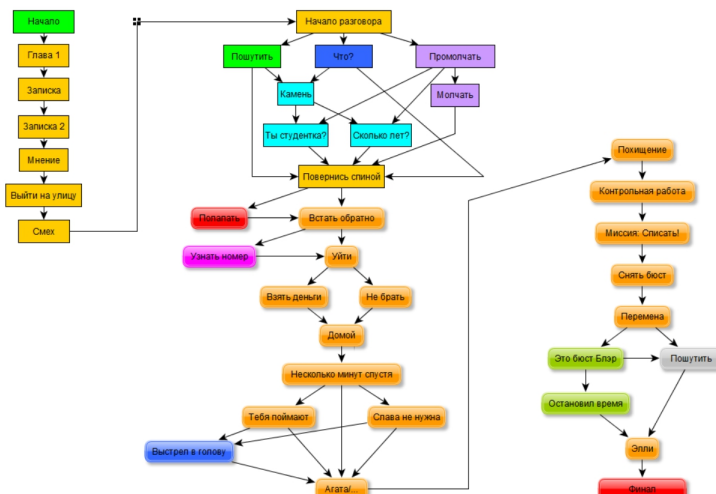 Начало
Глава 1
Записка
Записка 2
Мнение
Выйти на улицу
Смех
Начало разговора
Пошутить
Что?
Промолчать
Камень
Молчать
Ты студентка?
Сколько лет?
Повернись спиной
Полапать
Встать обратно
Узнать номер
Уйти
Взять деньги
Не брать
Домой
Несколько минут спустя
Тебя поймают
Слава не нужна
Выстрел в голову
Агата/...
Похищение
Контрольная работа
Миссия: Списать!
Снять бюст
Перемена
Это бюст Блэр
Пошутить
Остановил время
Элли
Финал